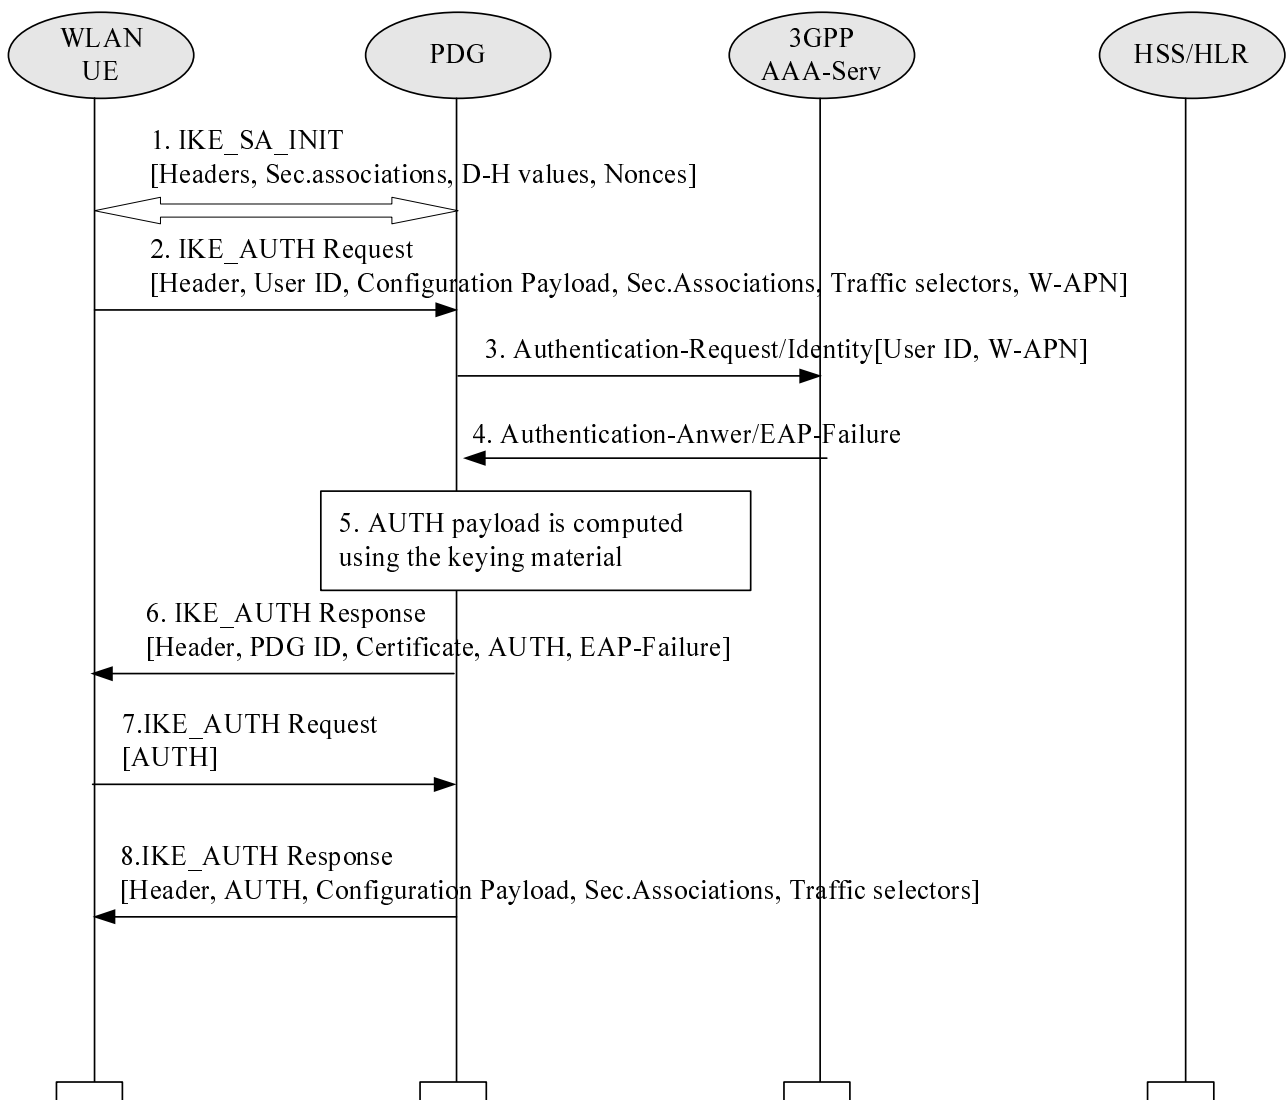 WLAN
UE
PDG
3GPP
AAA-Serv
HSS/HLR
1. IKE_SA_INIT
[Headers, Sec.associations, D-H values, Nonces]
2. IKE_AUTH Request
[Header, User ID, Configuration Payload, Sec.Associations, Traffic selectors, W-APN]
3. Authentication-Request/Identity[User ID, W-APN]
4. Authentication-Anwer/EAP-Failure
5. AUTH payload is computed
using the keying material
6. IKE_AUTH Response
[Header, PDG ID, Certificate, AUTH, EAP-Failure]
7.IKE_AUTH Request
[AUTH]
8.IKE_AUTH Response
[Header, AUTH, Configuration Payload, Sec.Associations, Traffic selectors]